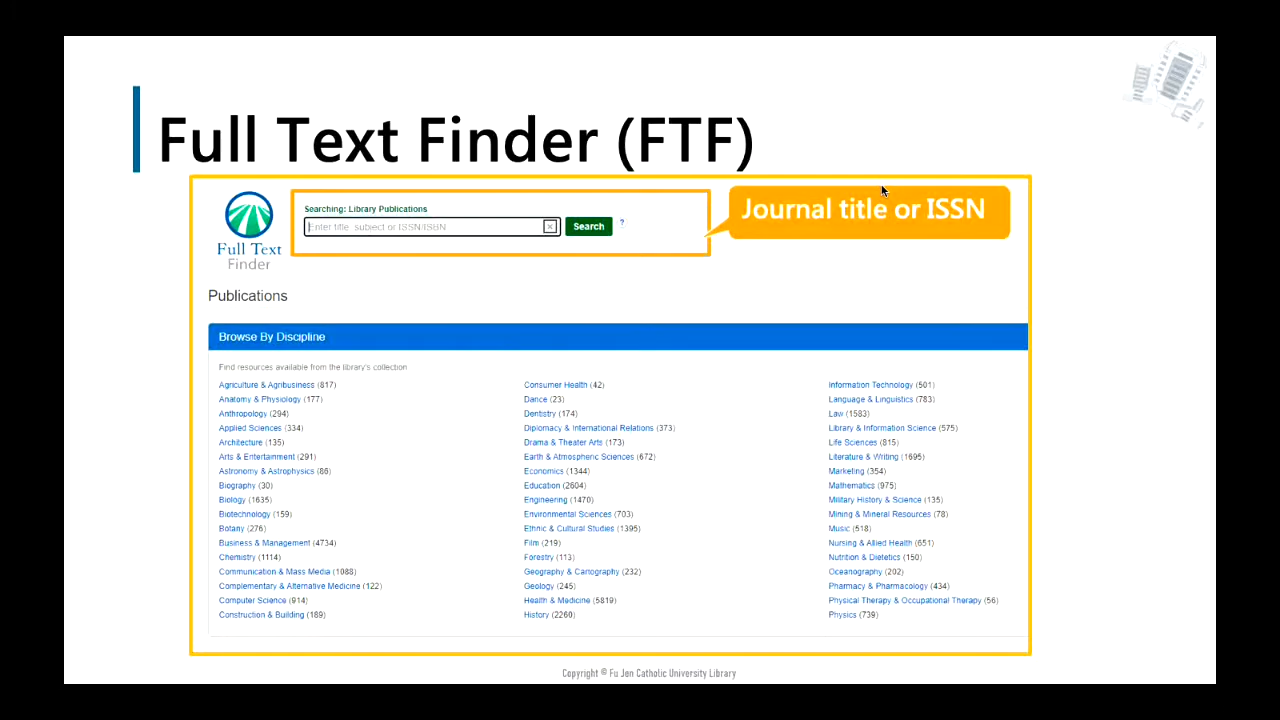 Full Text Finder (FTF)
Searching: Library Publications
Journal title or ISSN
Enter title, subject or ISSN/ISBN
Search
?
Full Text
Finder
Publications
Browse By Discipline
Find resources available from the library's collection
Agriculture & Agribusiness (817)
Anatomy & Physiology (177)
Anthropology (294)
Applied Sciences (334)
Architecture (135)
Arts & Entertainment (291)
Astronomy & Astrophysics (86)
Biography (30)
Biology (1635)
Biotechnology (159)
Botany (276)
Business & Management (4734)
Chemistry (1114)
Communication & Mass Media (1088)
Complementary & Alternative Medicine (122)
Computer Science (914)
Construction & Building (189)
Consumer Health (42)
Dance (23)
Dentistry (174)
Diplomacy & International Relations (373)
Drama & Theater Arts (173)
Earth & Atmospheric Sciences (672)
Economics (1344)
Education (2604)
Engineering (1470)
Environmental Sciences (703)
Ethnic & Cultural Studies (1395)
Film (219)
Forestry (113)
Geography & Cartography (232)
Geology (245)
Health & Medicine (5819)
History (2260)
Information Technology (501)
Language & Linguistics (783)
Law (1583)
Library & Information Science (575)
Life Sciences (815)
Literature & Writing (1695)
Marketing (354)
Mathematics (975)
Military History & Science (135)
Mining & Mineral Resources (78)
Music (518)
Nursing & Allied Health (651)
Nutrition & Dietetics (150)
Oceanography (202)
Pharmacy & Pharmacology (434)
Physical Therapy & Occupational Therapy (56)
Physics (739)
Copyright © Fu Jen Catholic University Library